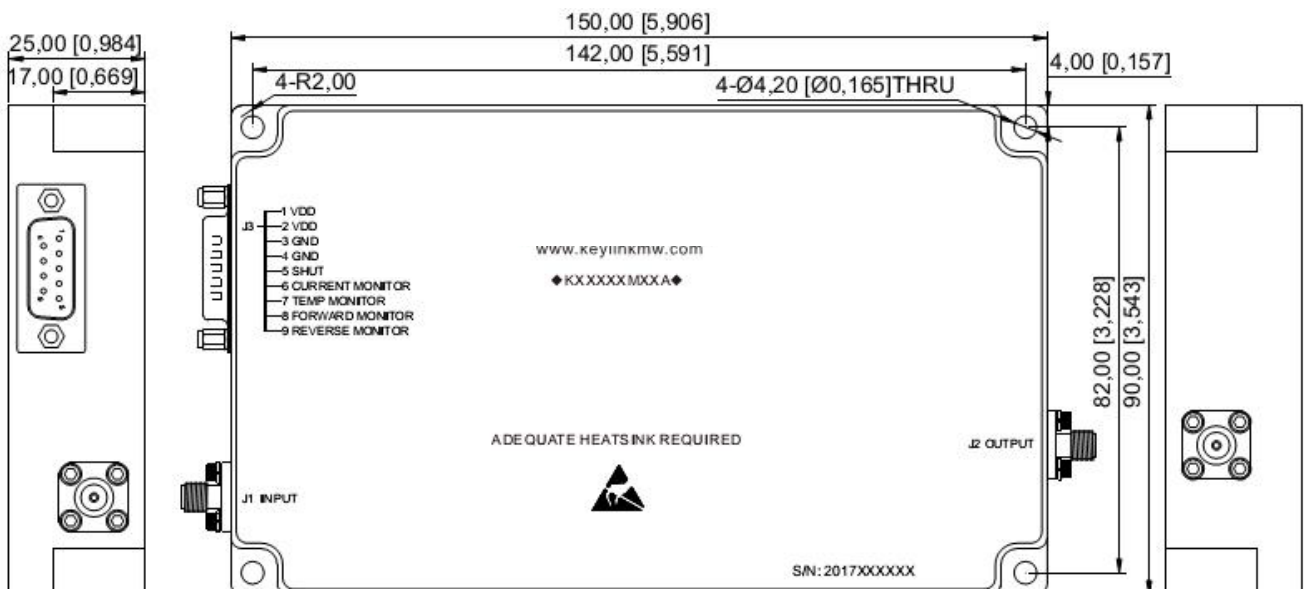 150,00 [5,906]
25,00 [0,984]
142,00 [5,591]
4,00 [0,157]
17,00 [0,669]
4-R2,00
4-Ø4,20 [Ø0,165]THRU
1 VDD
J3
2 VDD
3 GND
4 GND
5 SHUT
6 CURRENT MONITOR
7 TEMP MONITOR
8 FORWARD MONITOR
9 REVERSE MONITOR
www.keylinkmw.com
◆KXXXXXMXXA◆
82,00 [3,228]
90,00 [3,543]
ADEQUATE HEATSINK REQUIRED
J2 OUTPUT
J1 INPUT
S/N: 2017XXXXXX